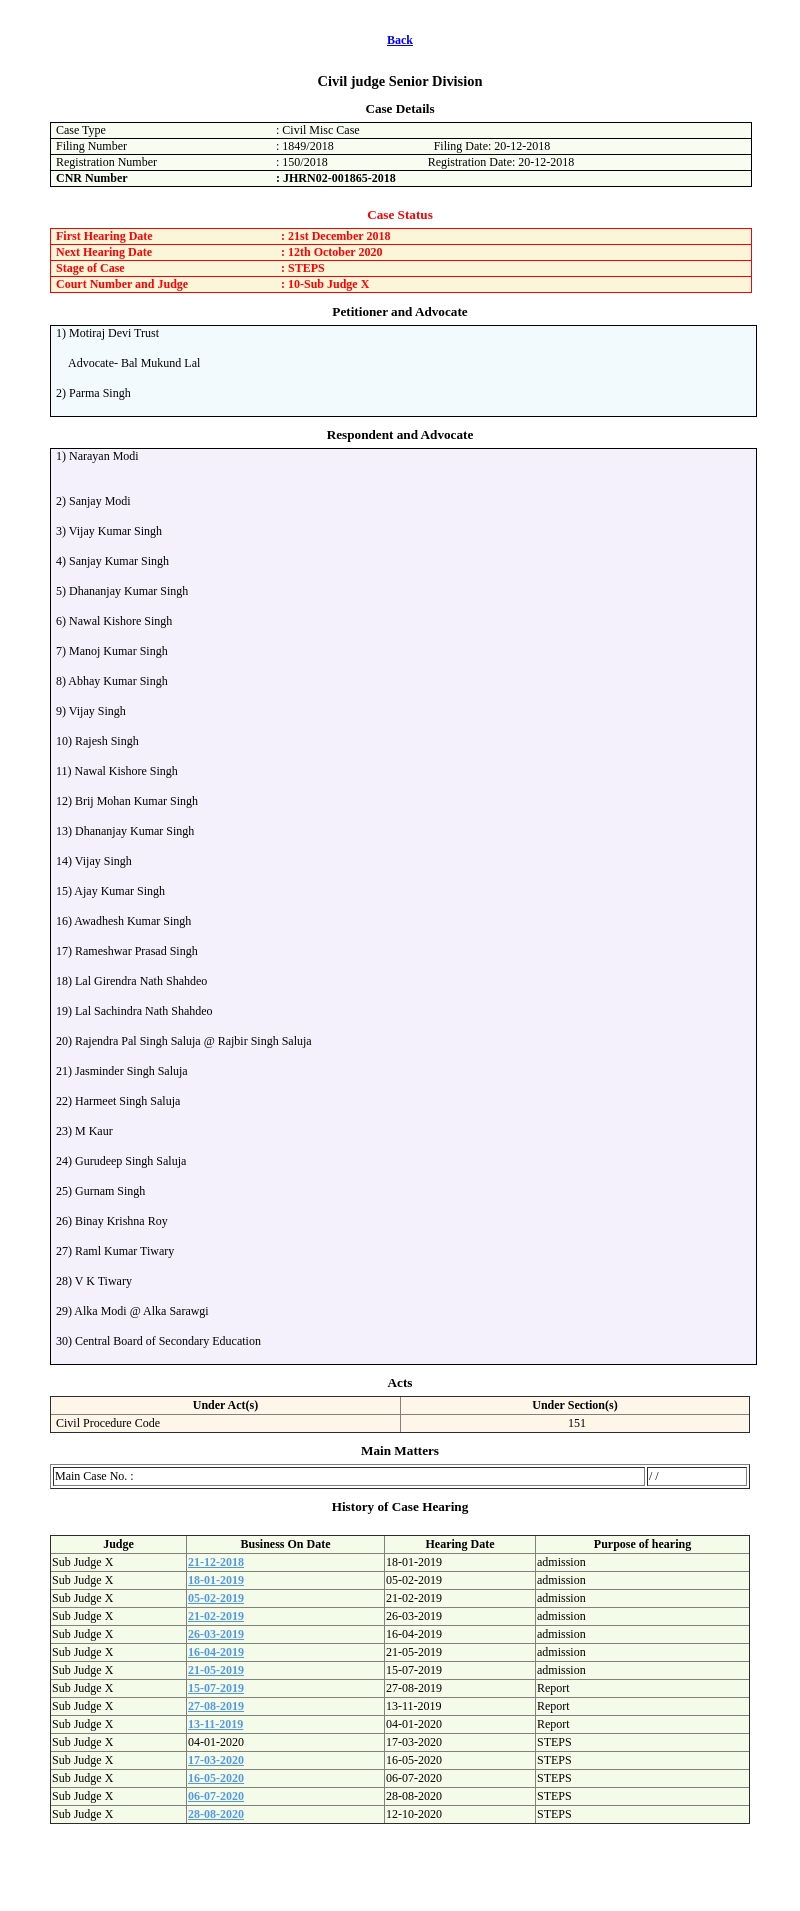 Back
Civil judge Senior Division
Case Details
Case Type : Civil Misc Case
Filing Number : 1849/2018 Filing Date: 20-12-2018
Registration Number : 150/2018 Registration Date: 20-12-2018
CNR Number : JHRN02-001865-2018
Case Status
First Hearing Date : 21st December 2018
Next Hearing Date : 12th October 2020
Stage of Case : STEPS
Court Number and Judge : 10-Sub Judge X
Petitioner and Advocate
1) Motiraj Devi Trust
Advocate- Bal Mukund Lal
2) Parma Singh
Respondent and Advocate
1) Narayan Modi
2) Sanjay Modi
3) Vijay Kumar Singh
4) Sanjay Kumar Singh
5) Dhananjay Kumar Singh
6) Nawal Kishore Singh
7) Manoj Kumar Singh
8) Abhay Kumar Singh
9) Vijay Singh
10) Rajesh Singh
11) Nawal Kishore Singh
12) Brij Mohan Kumar Singh
13) Dhananjay Kumar Singh
14) Vijay Singh
15) Ajay Kumar Singh
16) Awadhesh Kumar Singh
17) Rameshwar Prasad Singh
18) Lal Girendra Nath Shahdeo
19) Lal Sachindra Nath Shahdeo
20) Rajendra Pal Singh Saluja @ Rajbir Singh Saluja
21) Jasminder Singh Saluja
22) Harmeet Singh Saluja
23) M Kaur
24) Gurudeep Singh Saluja
25) Gurnam Singh
26) Binay Krishna Roy
27) Raml Kumar Tiwary
28) V K Tiwary
29) Alka Modi @ Alka Sarawgi
30) Central Board of Secondary Education
Acts
Under Act(s) Under Section(s)
Civil Procedure Code 151
Main Matters
Main Case No. : / /
History of Case Hearing
Judge Business On Date Hearing Date Purpose of hearing
Sub Judge X 21-12-2018 18-01-2019 admission
Sub Judge X 18-01-2019 05-02-2019 admission
Sub Judge X 05-02-2019 21-02-2019 admission
Sub Judge X 21-02-2019 26-03-2019 admission
Sub Judge X 26-03-2019 16-04-2019 admission
Sub Judge X 16-04-2019 21-05-2019 admission
Sub Judge X 21-05-2019 15-07-2019 admission
Sub Judge X 15-07-2019 27-08-2019 Report
Sub Judge X 27-08-2019 13-11-2019 Report
Sub Judge X 13-11-2019 04-01-2020 Report
Sub Judge X 04-01-2020 17-03-2020 STEPS
Sub Judge X 17-03-2020 16-05-2020 STEPS
Sub Judge X 16-05-2020 06-07-2020 STEPS
Sub Judge X 06-07-2020 28-08-2020 STEPS
Sub Judge X 28-08-2020 12-10-2020 STEPS